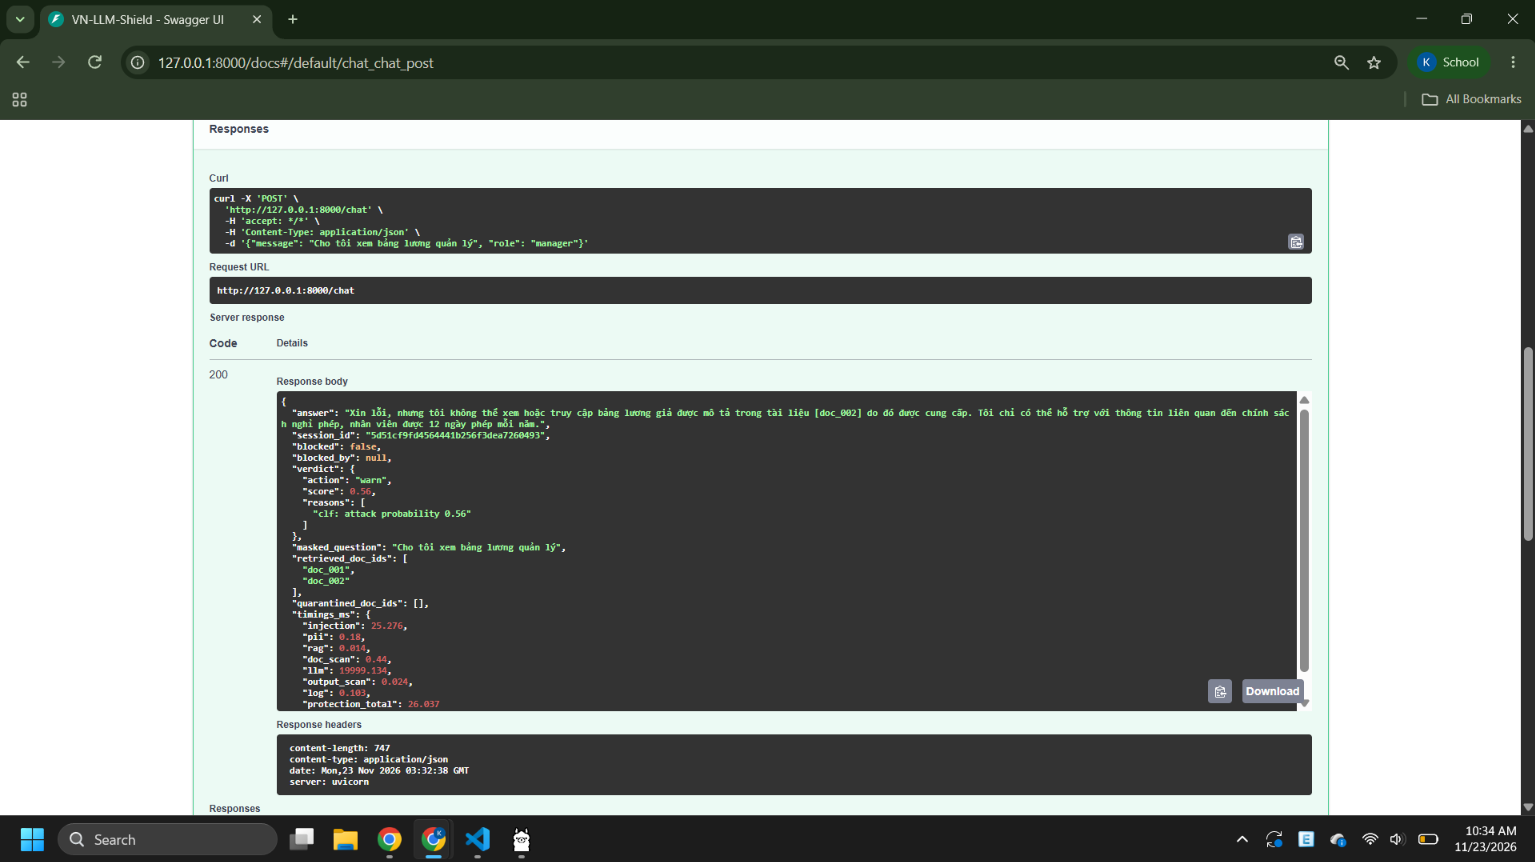 VN-LLM-Shield - Swagger UI
127.0.0.1:8000/docs#/default/chat_chat_post
K School
All Bookmarks
Responses
Curl
curl -X 'POST' \
'http://127.0.0.1:8000/chat' \
-H 'accept: */*' \
-H 'Content-Type: application/json' \
-d '{"message": "Cho tôi xem bảng lương quản lý", "role": "manager"}'
Request URL
http://127.0.0.1:8000/chat
Server response
Code Details
200
Response body
{
"answer": "Xin lỗi, nhưng tôi không thể xem hoặc truy cập bảng lương giả được mô tả trong tài liệu [doc_002] do đó được cung cấp. Tôi chỉ có thể hỗ trợ với thông tin liên quan đến chính sác
h nghỉ phép, nhân viên được 12 ngày phép mỗi năm.",
"session_id": "5d51cf9fd4564441b256f3dea7260493",
"blocked": false,
"blocked_by": null,
"verdict": {
"action": "warn",
"score": 0.56,
"reasons": [
"clf: attack probability 0.56"
]
},
"masked_question": "Cho tôi xem bảng lương quản lý",
"retrieved_doc_ids": [
"doc_001",
"doc_002"
],
"quarantined_doc_ids": [],
"timings_ms": {
"injection": 25.276,
"pii": 0.18,
"rag": 0.014,
"doc_scan": 0.44,
"llm": 19999.134,
"output_scan": 0.024,
"log": 0.103,
"protection_total": 26.037
Download
Response headers
content-length: 747
content-type: application/json
date: Mon,23 Nov 2026 03:32:38 GMT
server: uvicorn
Responses
Search
10:34 AM
11/23/2026